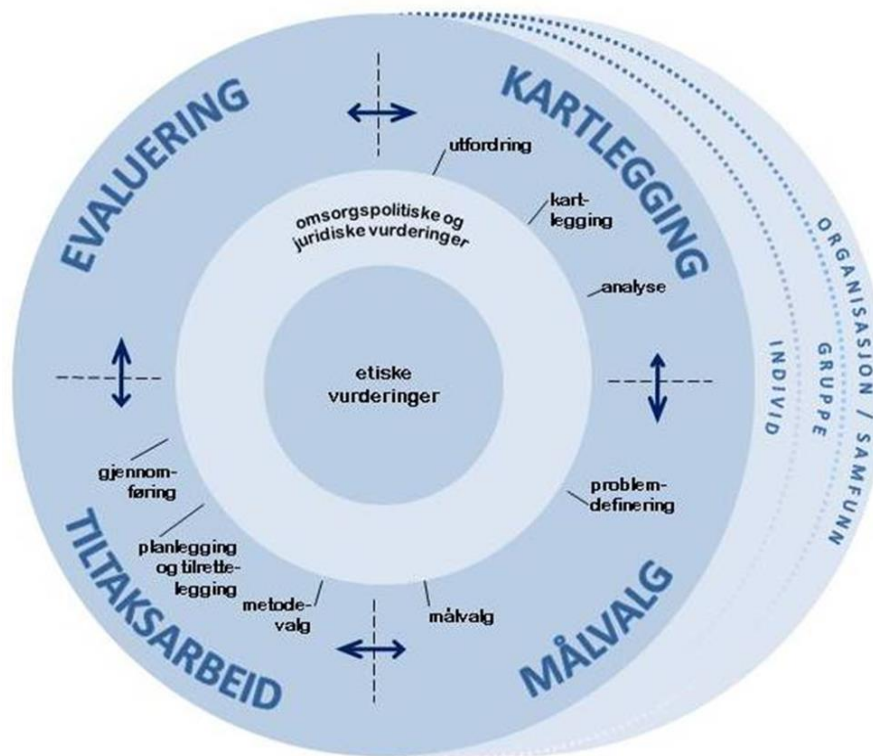 EVALUERING
KARTLEGGING
utfordring
kart-
legging
analyse
omsorgspolitiske og
juridiske vurderinger
etiske
vurderinger
INDIVID
GRUPPE
ORGANISASJON / SAMFUNN
problem-
definering
målvalg
MÅLVALG
metode-
valg
planlegging
og tilrette-
legging
gjennom-
føring
TILTAKSARBEID